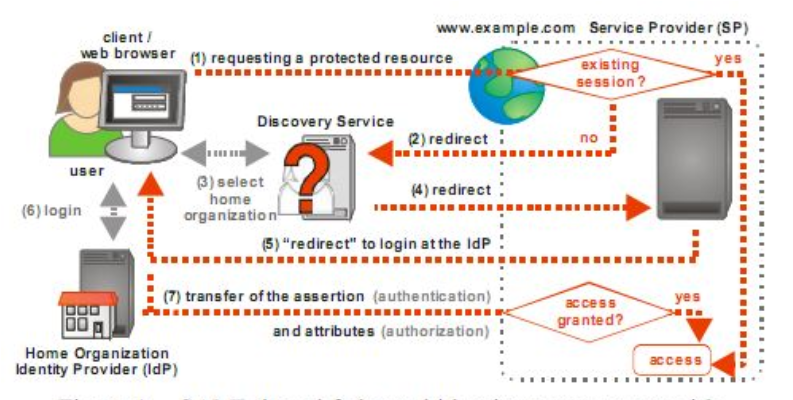 www.example.com Service Provider (SP)
client /
web browser
(1) requesting a protected resource
existing
session?
yes
Discovery Service
(2) redirect
no
user
(3) select
home
organization
(4) redirect
(6) login
(5) "redirect" to login at the IdP
(7) transfer of the assertion (authentication)
and attributes (authorization)
access
granted?
yes
access
Home Organization
Identity Provider (IdP)